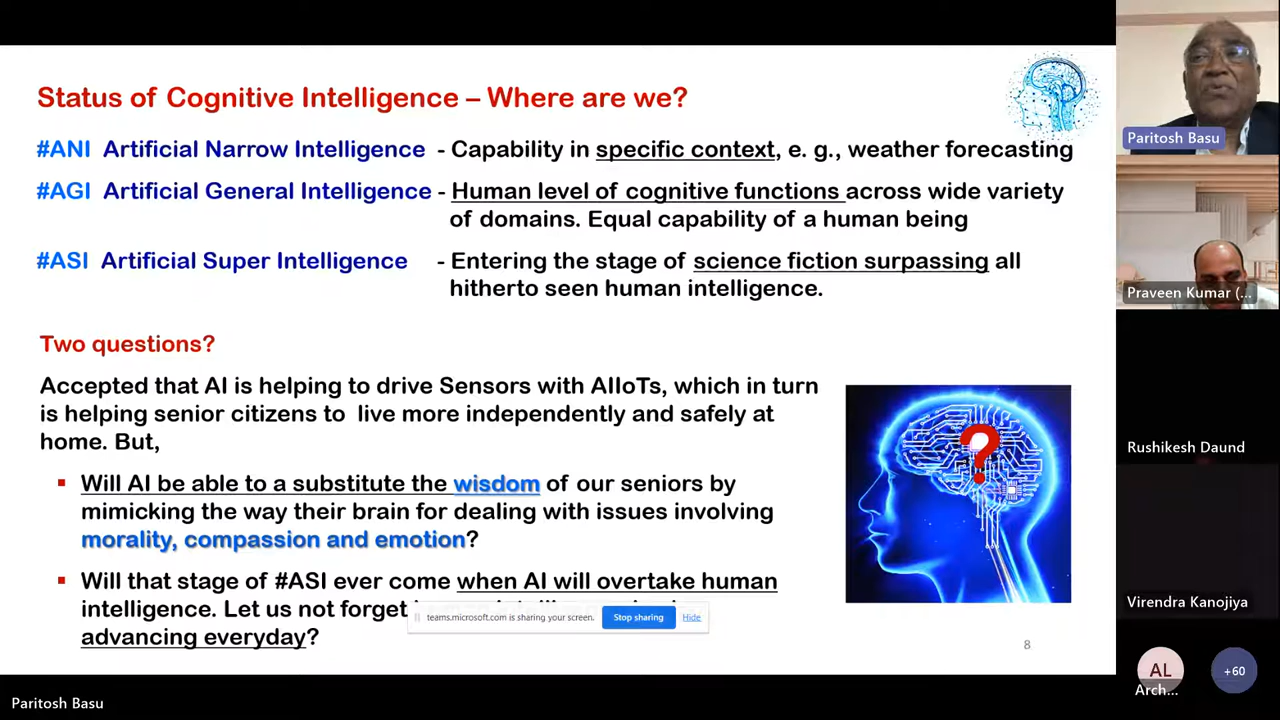 Status of Cognitive Intelligence – Where are we?
#ANI Artificial Narrow Intelligence - Capability in specific context, e. g., weather forecasting
#AGI Artificial General Intelligence - Human level of cognitive functions across wide variety
of domains. Equal capability of a human being
#ASI Artificial Super Intelligence - Entering the stage of science fiction surpassing all
hitherto seen human intelligence.
Two questions?
Accepted that AI is helping to drive Sensors with AIIoTs, which in turn
is helping senior citizens to live more independently and safely at
home. But,
▪ Will AI be able to a substitute the wisdom of our seniors by
mimicking the way their brain for dealing with issues involving
morality, compassion and emotion?
▪ Will that stage of #ASI ever come when AI will overtake human
intelligence. Let us not forget
advancing everyday?
teams.microsoft.com is sharing your screen. Stop sharing Hide
8
?
Paritosh Basu
Praveen Kumar (...
Rushikesh Daund
Virendra Kanojiya
AL
Arch...
+60
Paritosh Basu